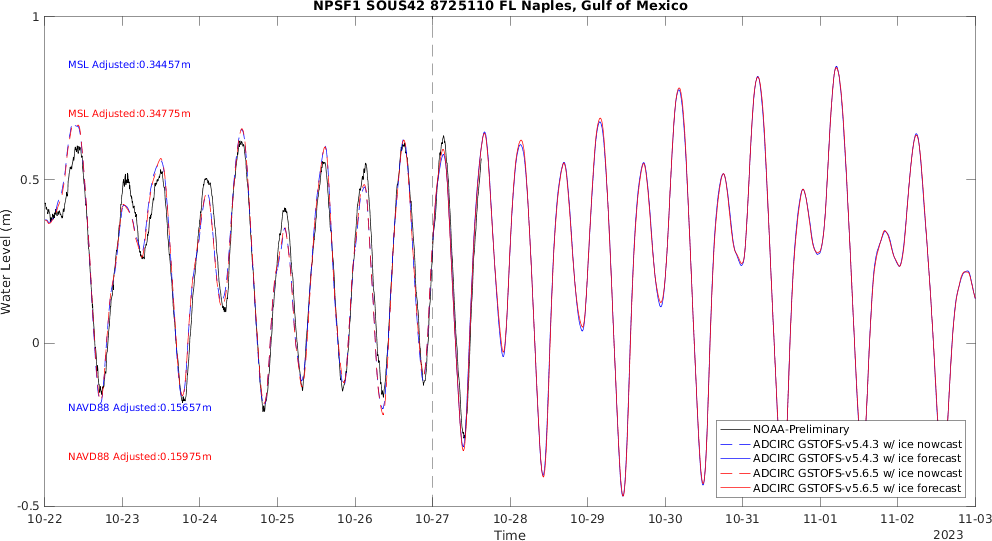 NPSF1 SOUS42 8725110 FL Naples, Gulf of Mexico
1
MSL Adjusted:0.34457m
MSL Adjusted:0.34775m
0.5
Water Level (m)
0
NAVD88 Adjusted:0.15657m
NAVD88 Adjusted:0.15975m
-0.5
NOAA-Preliminary
ADCIRC GSTOFS-v5.4.3 w/ ice nowcast
ADCIRC GSTOFS-v5.4.3 w/ ice forecast
ADCIRC GSTOFS-v5.6.5 w/ ice nowcast
ADCIRC GSTOFS-v5.6.5 w/ ice forecast
10-22 10-23 10-24 10-25 10-26 10-27 10-28 10-29 10-30 10-31 11-01 11-02 11-03
Time
2023